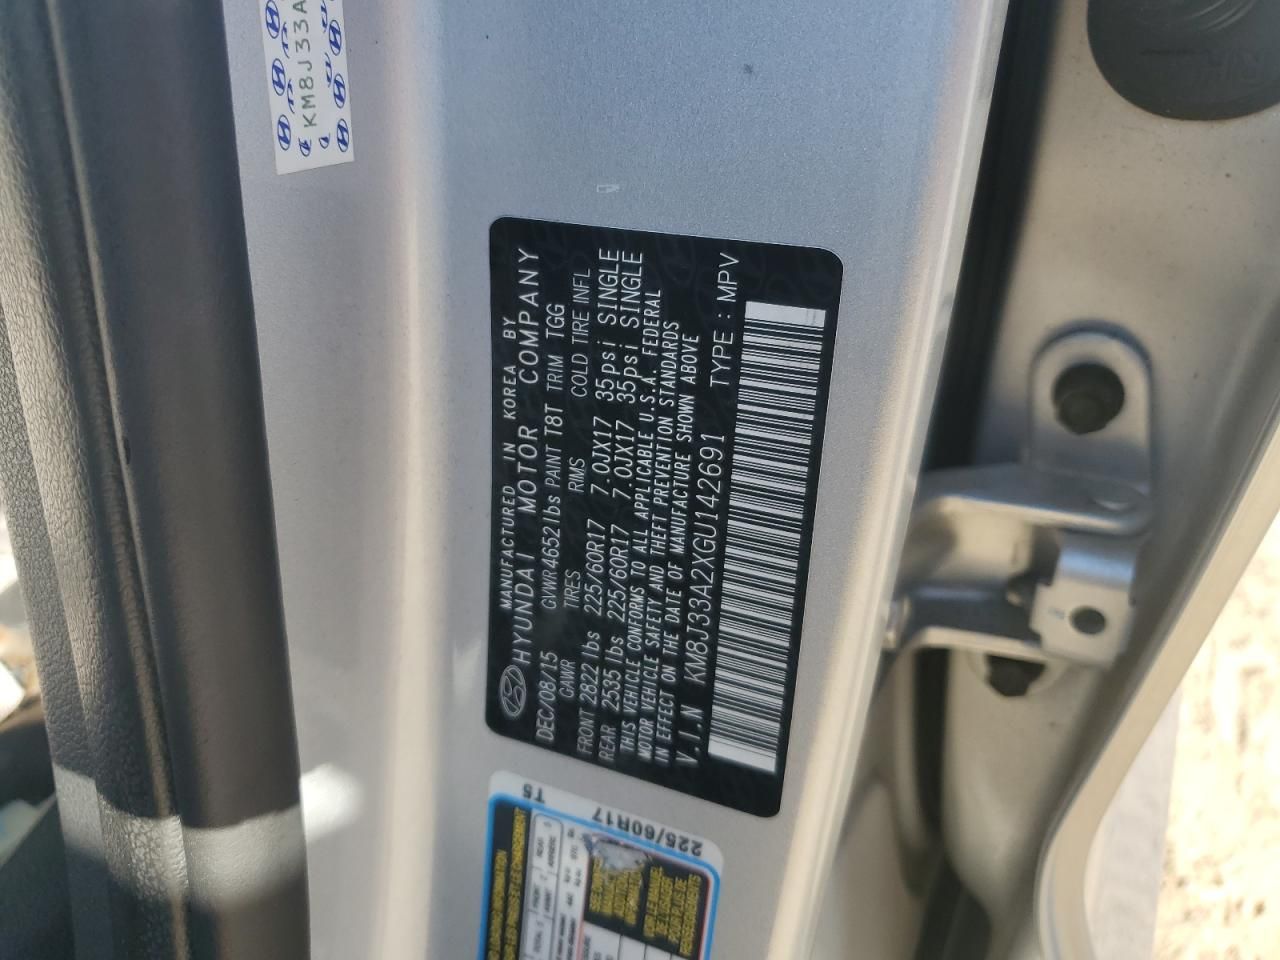 KM8J33A
MANUFACTURED IN KOREA BY
HYUNDAI MOTOR COMPANY
DEC/08/15 GVWR 4652lbs PAINT T8T TRIM TGG
GAWR TIRES RIMS COLD TIRE INFL
FRONT 2822 lbs 225/60R17 7.0JX17 35psi SINGLE
REAR 2535 lbs 225/60R17 7.0JX17 35psi SINGLE
THIS VEHICLE CONFORMS TO ALL APPLICABLE U.S.A. FEDERAL
MOTOR VEHICLE SAFETY AND THEFT PREVENTION STANDARDS
IN EFFECT ON THE DATE OF MANUFACTURE SHOWN ABOVE
V.I.N KM8J33A2XGU142691 TYPE : MPV
225/60R17
T5
RH